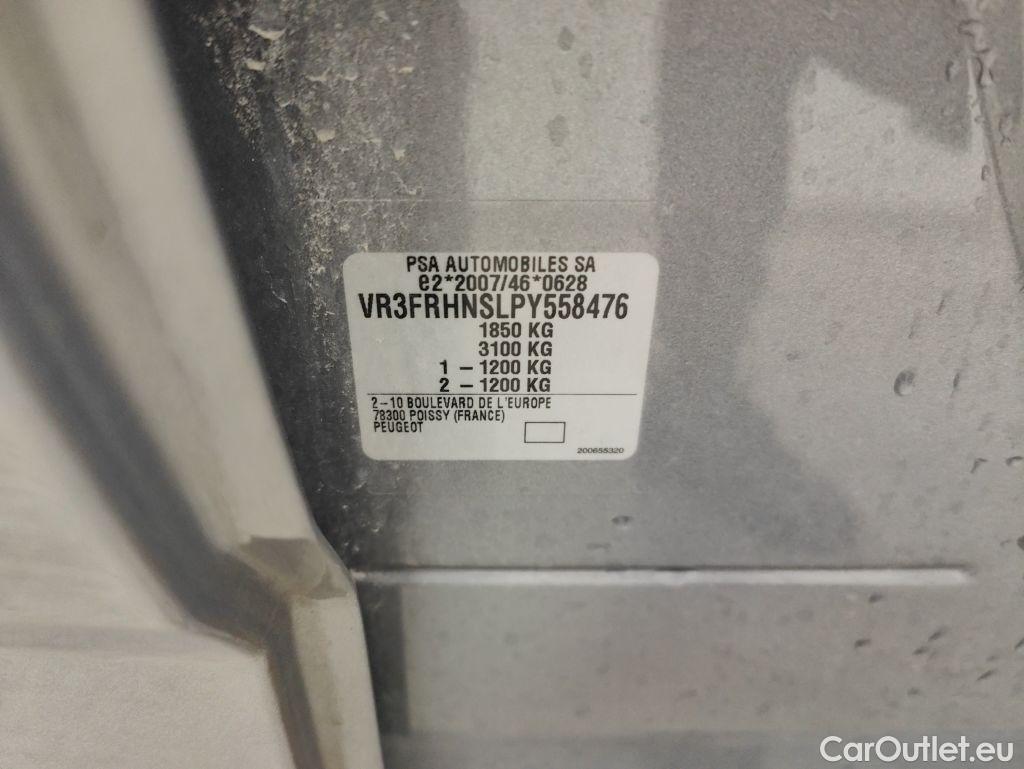 PSA AUTOMOBILES SA
e2*2007/46*0628
VR3FRHNSLPY558476
1850 KG
3100 KG
1 – 1200 KG
2 – 1200 KG
2–10 BOULEVARD DE L'EUROPE
78300 POISSY (FRANCE)
PEUGEOT
200655320
CarOutlet.eu